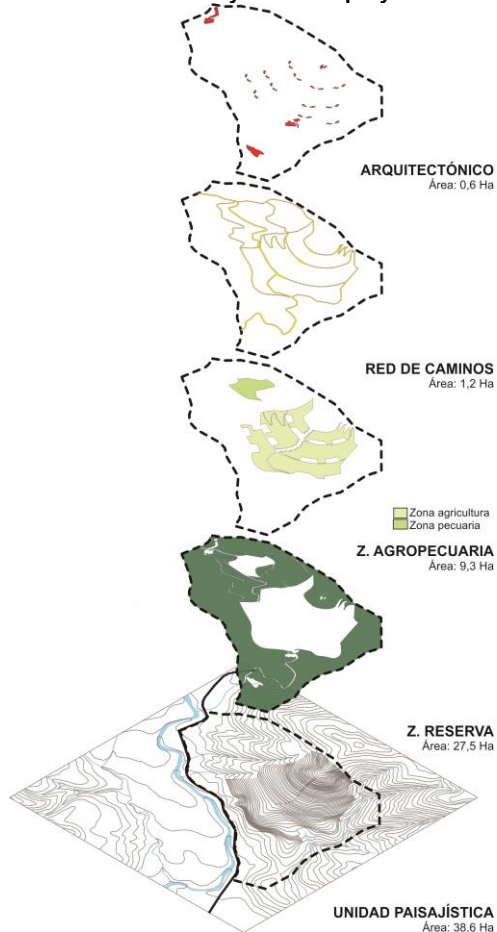 ARQUITECTÓNICO
Área: 0,6 Ha
RED DE CAMINOS
Área: 1,2 Ha
Zona agricultura
Zona pecuaria
Z. AGROPECUARIA
Área: 9,3 Ha
Z. RESERVA
Área: 27,5 Ha
UNIDAD PAISAJÍSTICA
Área: 38.6 Ha